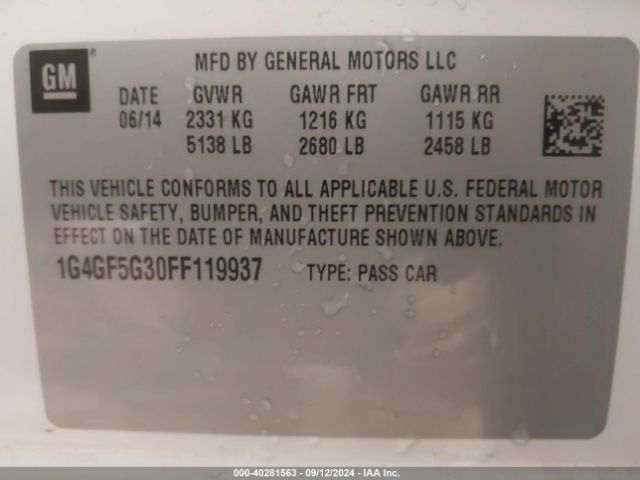 GM ®
MFD BY GENERAL MOTORS LLC
DATE GVWR GAWR FRT GAWR RR
06/14 2331 KG 1216 KG 1115 KG
5138 LB 2680 LB 2458 LB
THIS VEHICLE CONFORMS TO ALL APPLICABLE U.S. FEDERAL MOTOR
VEHICLE SAFETY, BUMPER, AND THEFT PREVENTION STANDARDS IN
EFFECT ON THE DATE OF MANUFACTURE SHOWN ABOVE.
1G4GF5G30FF119937 TYPE: PASS CAR
000-40281563 - 09/12/2024 - IAA Inc.